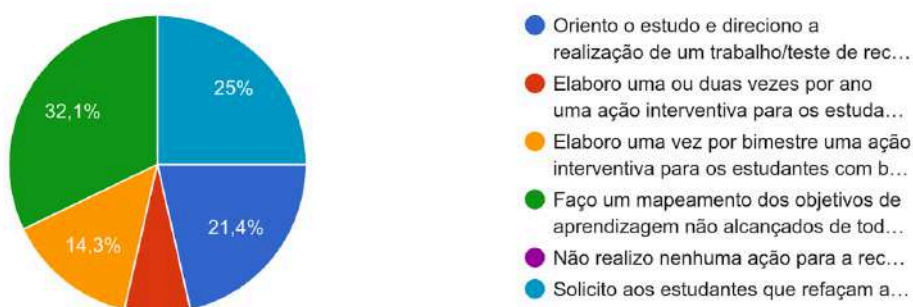 25%
32,1%
21,4%
14,3%
Oriento o estudo e direciono a
realização de um trabalho/teste de rec…
Elaboro uma ou duas vezes por ano
uma ação interventiva para os estuda…
Elaboro uma vez por bimestre uma ação
interventiva para os estudantes com b…
Faço um mapeamento dos objetivos de
aprendizagem não alcançados de tod…
Não realizo nenhuma ação para a rec…
Solicito aos estudantes que refaçam a…